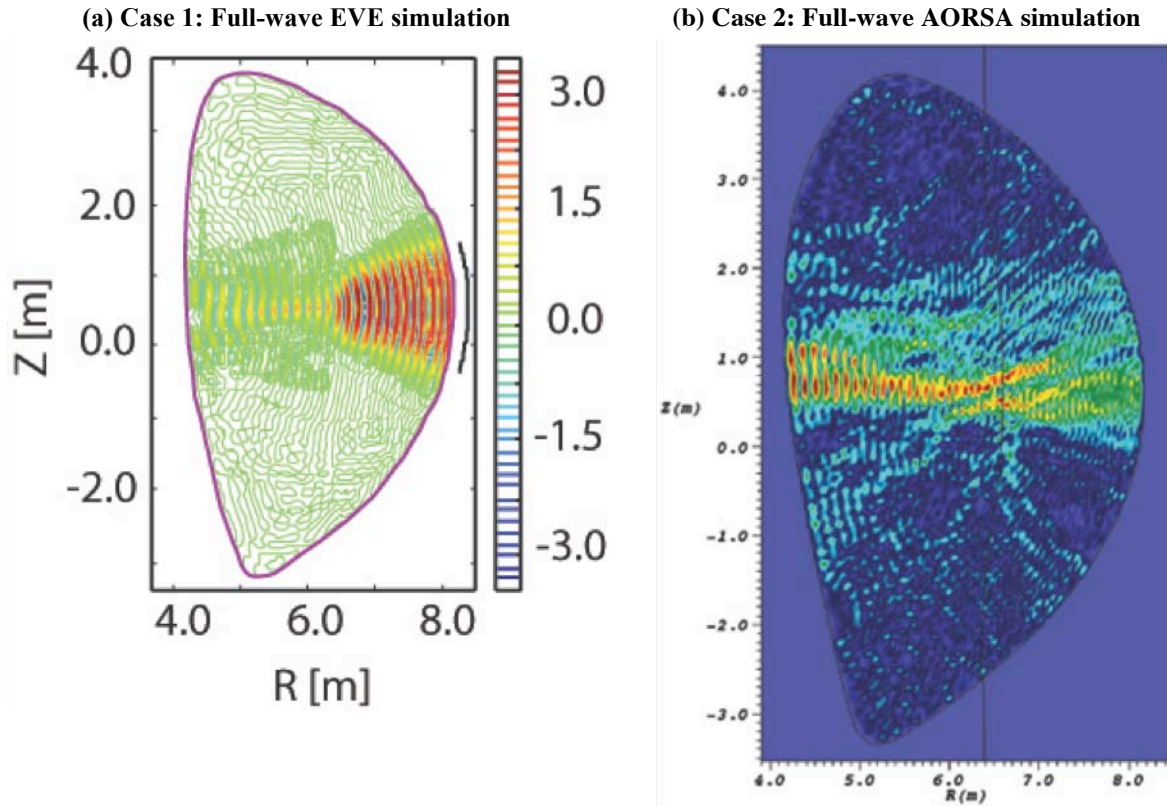 (a) Case 1: Full-wave EVE simulation
4.0
2.0
0.0
-2.0
Z [m]
4.0 6.0 8.0
R [m]
3.0
1.5
0.0
-1.5
-3.0
(b) Case 2: Full-wave AORSA simulation
4.0
3.0
2.0
1.0
0.0
-1.0
-2.0
-3.0
Z(m)
4.0 5.0 6.0 7.0 8.0
R(m)